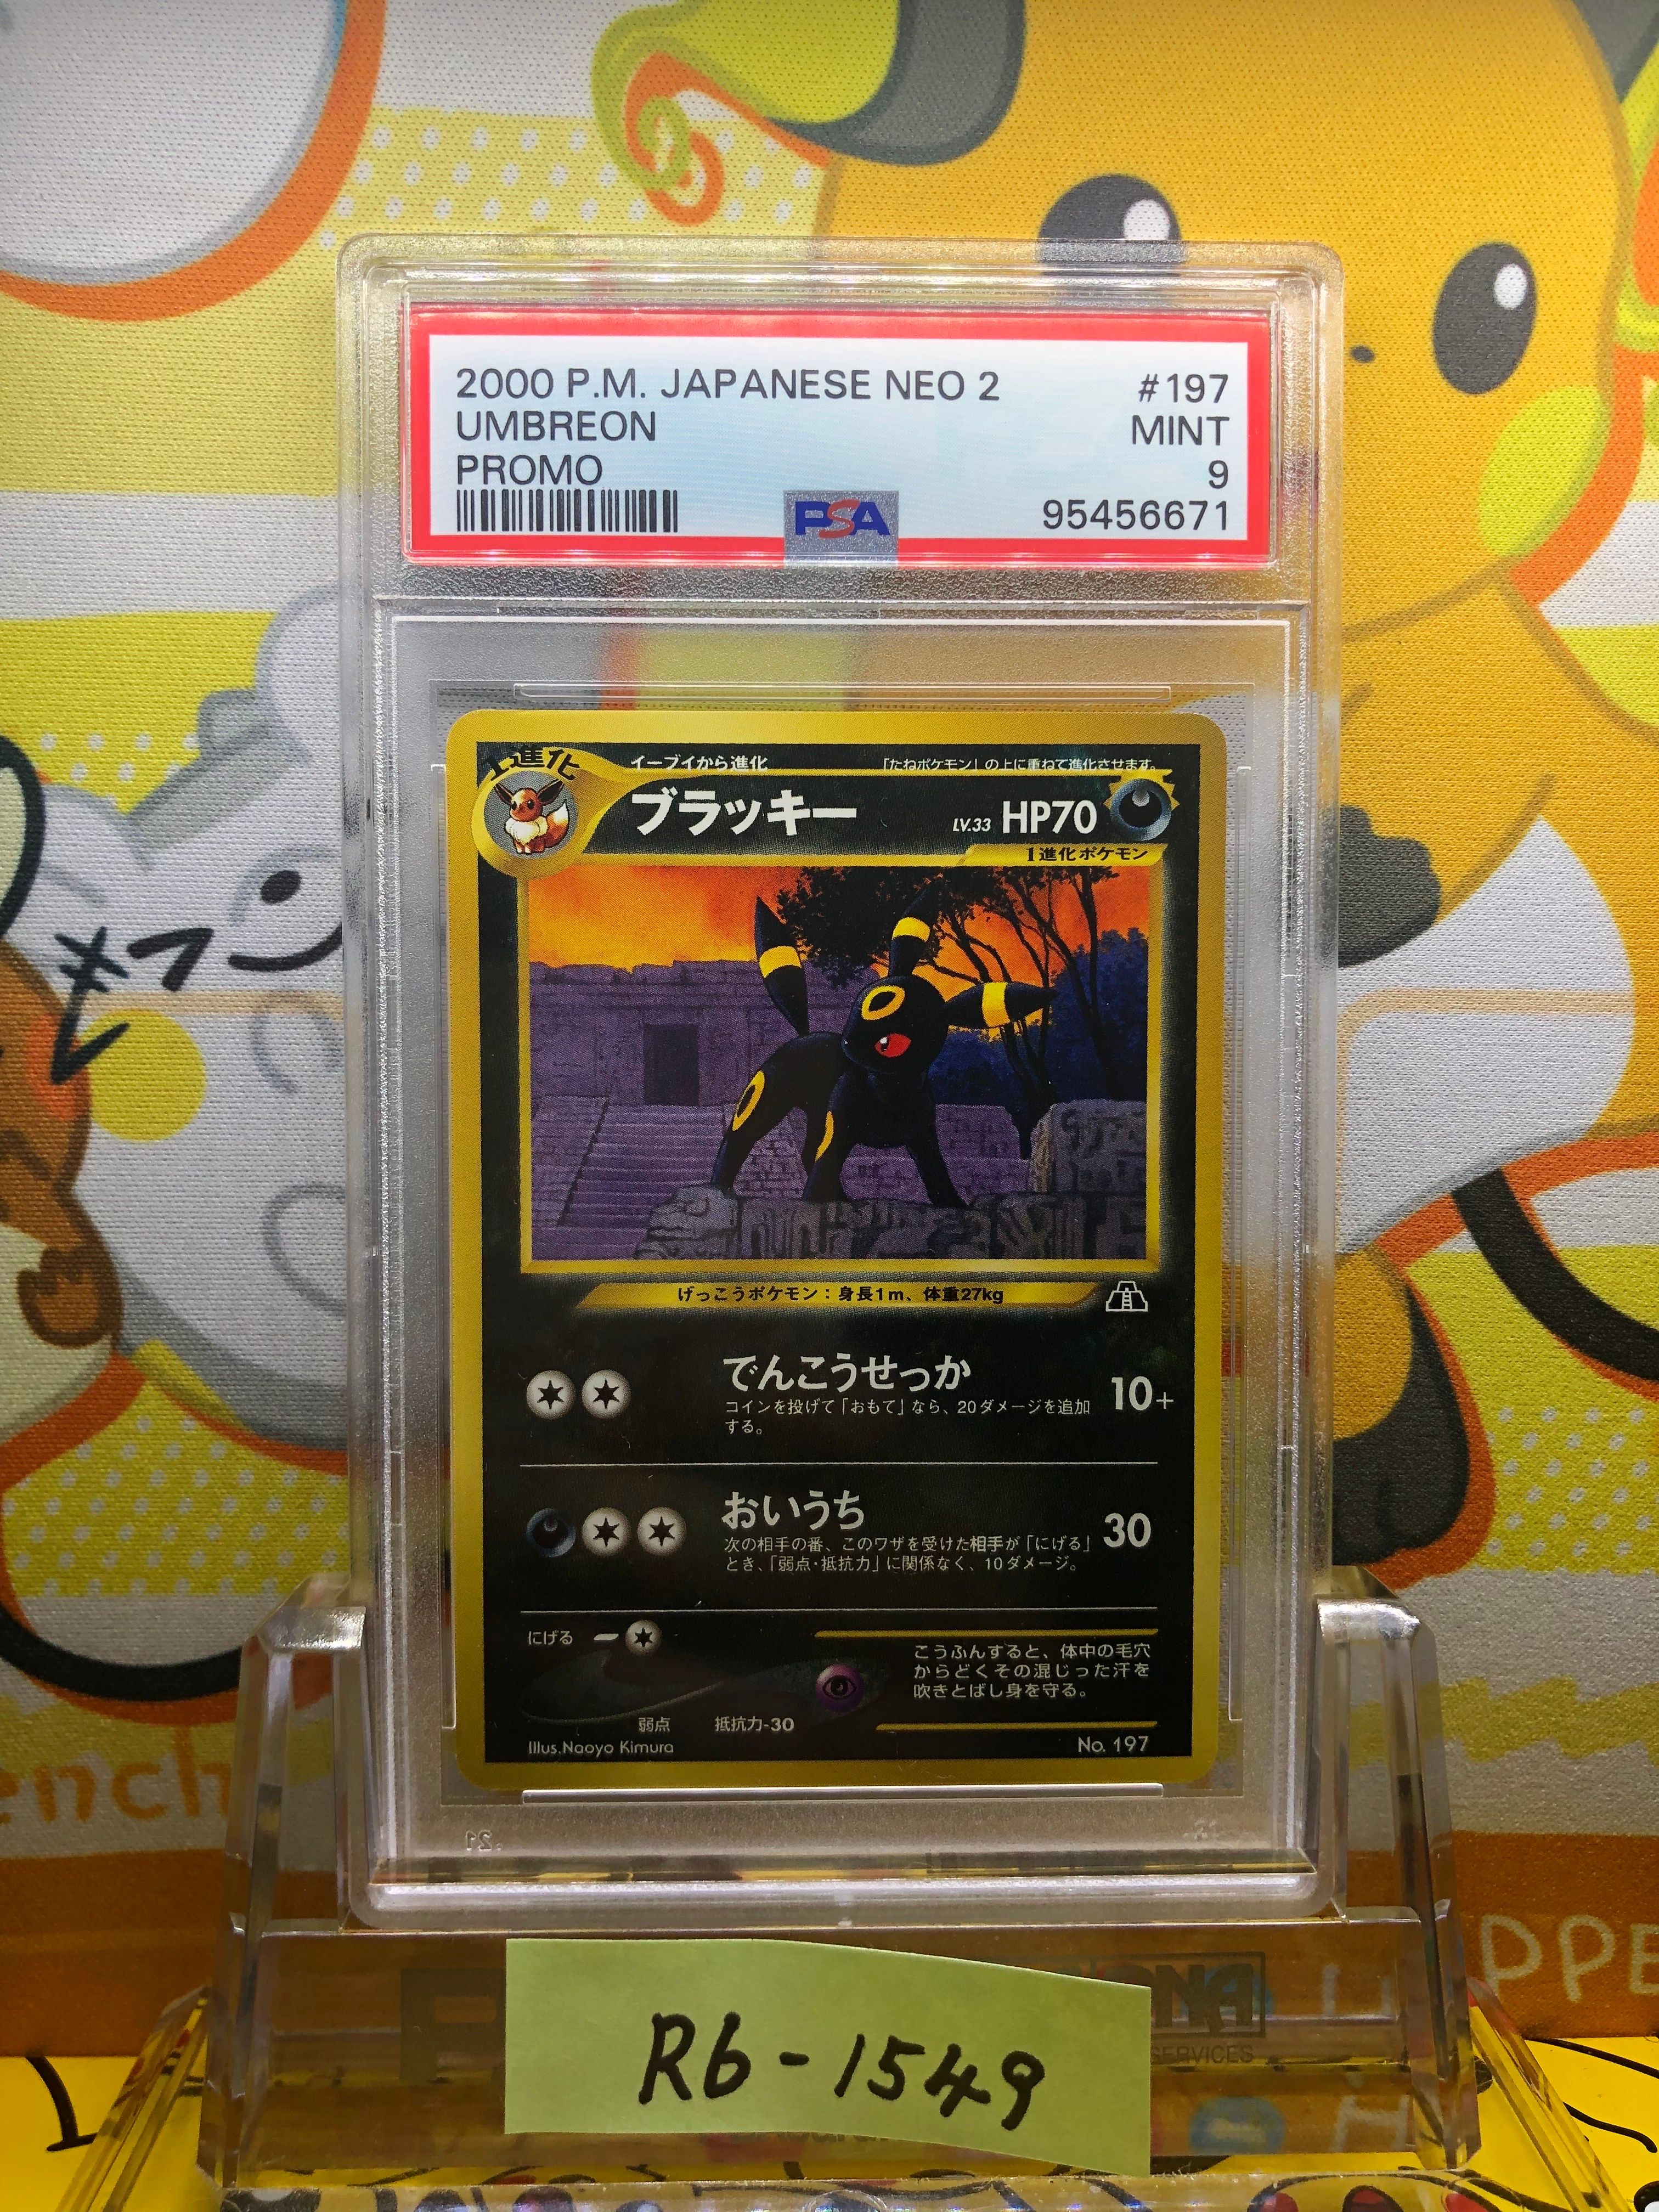 2000 P.M. JAPANESE NEO 2 #197
UMBREON MINT
PROMO 9
PSA 95456671
1進化
イーブイから進化 「たねポケモン」の上に重ねて進化させます。
ブラッキー LV.33 HP70
1進化ポケモン
げっこうポケモン：身長1m、体重27kg
でんこうせっか 10+
コインを投げて「おもて」なら、20ダメージを追加
する。
おいうち 30
次の相手の番、このワザを受けた相手が「にげる」
とき、「弱点・抵抗力」に関係なく、10ダメージ。
にげる
こうふんすると、体中の毛穴
からどくその混じった汗を
吹きとばし身を守る。
弱点 抵抗力-30
Illus.Naoyo Kimura No. 197
R6-1549
SERVICES